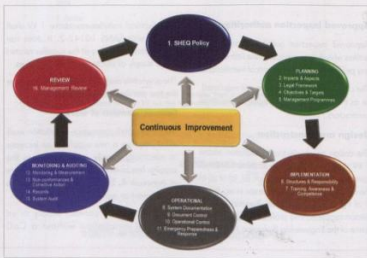 1. SHEQ Policy
PLANNING
2. Impacts & Aspects
3. Legal Framework
4. Objectives & Targets
5. Management Programmes
IMPLEMENTATION
6. Structures & Responsibility
7. Training, Awareness &
Competence
OPERATIONAL
8. System Documentation
9. Document Control
10. Operational Control
11. Emergency Preparedness &
Response
MONITORING & AUDITING
12. Monitoring & Measurement
13. Non-conformances &
Corrective Action
14. Records
15. System Audit
REVIEW
16. Management Review
Continuous Improvement